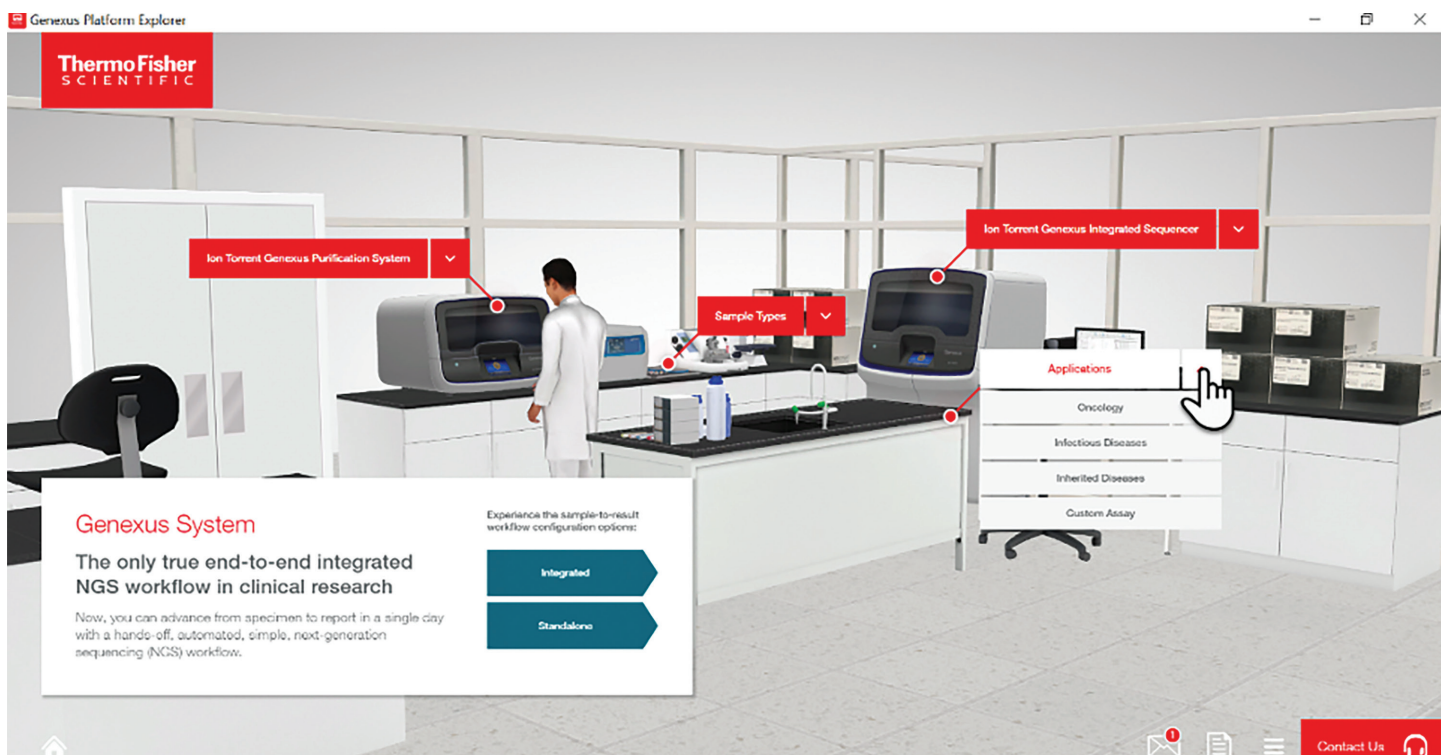 Genexus Platform Explorer
ThermoFisher
SCIENTIFIC
Ion Torrent Genexus Integrated Sequencer
Ion Torrent Genexus Purification System
Sample Types
Applications
Oncology
Infectious Diseases
Inherited Diseases
Custom Assay
Genexus System
The only true end-to-end integrated
NGS workflow in clinical research
Now, you can advance from specimen to report in a single day
with a hands-off, automated, simple, next-generation
sequencing (NGS) workflow.
Experience the sample-to-result
workflow configuration options:
Integrated
Standalone
1
Contact Us